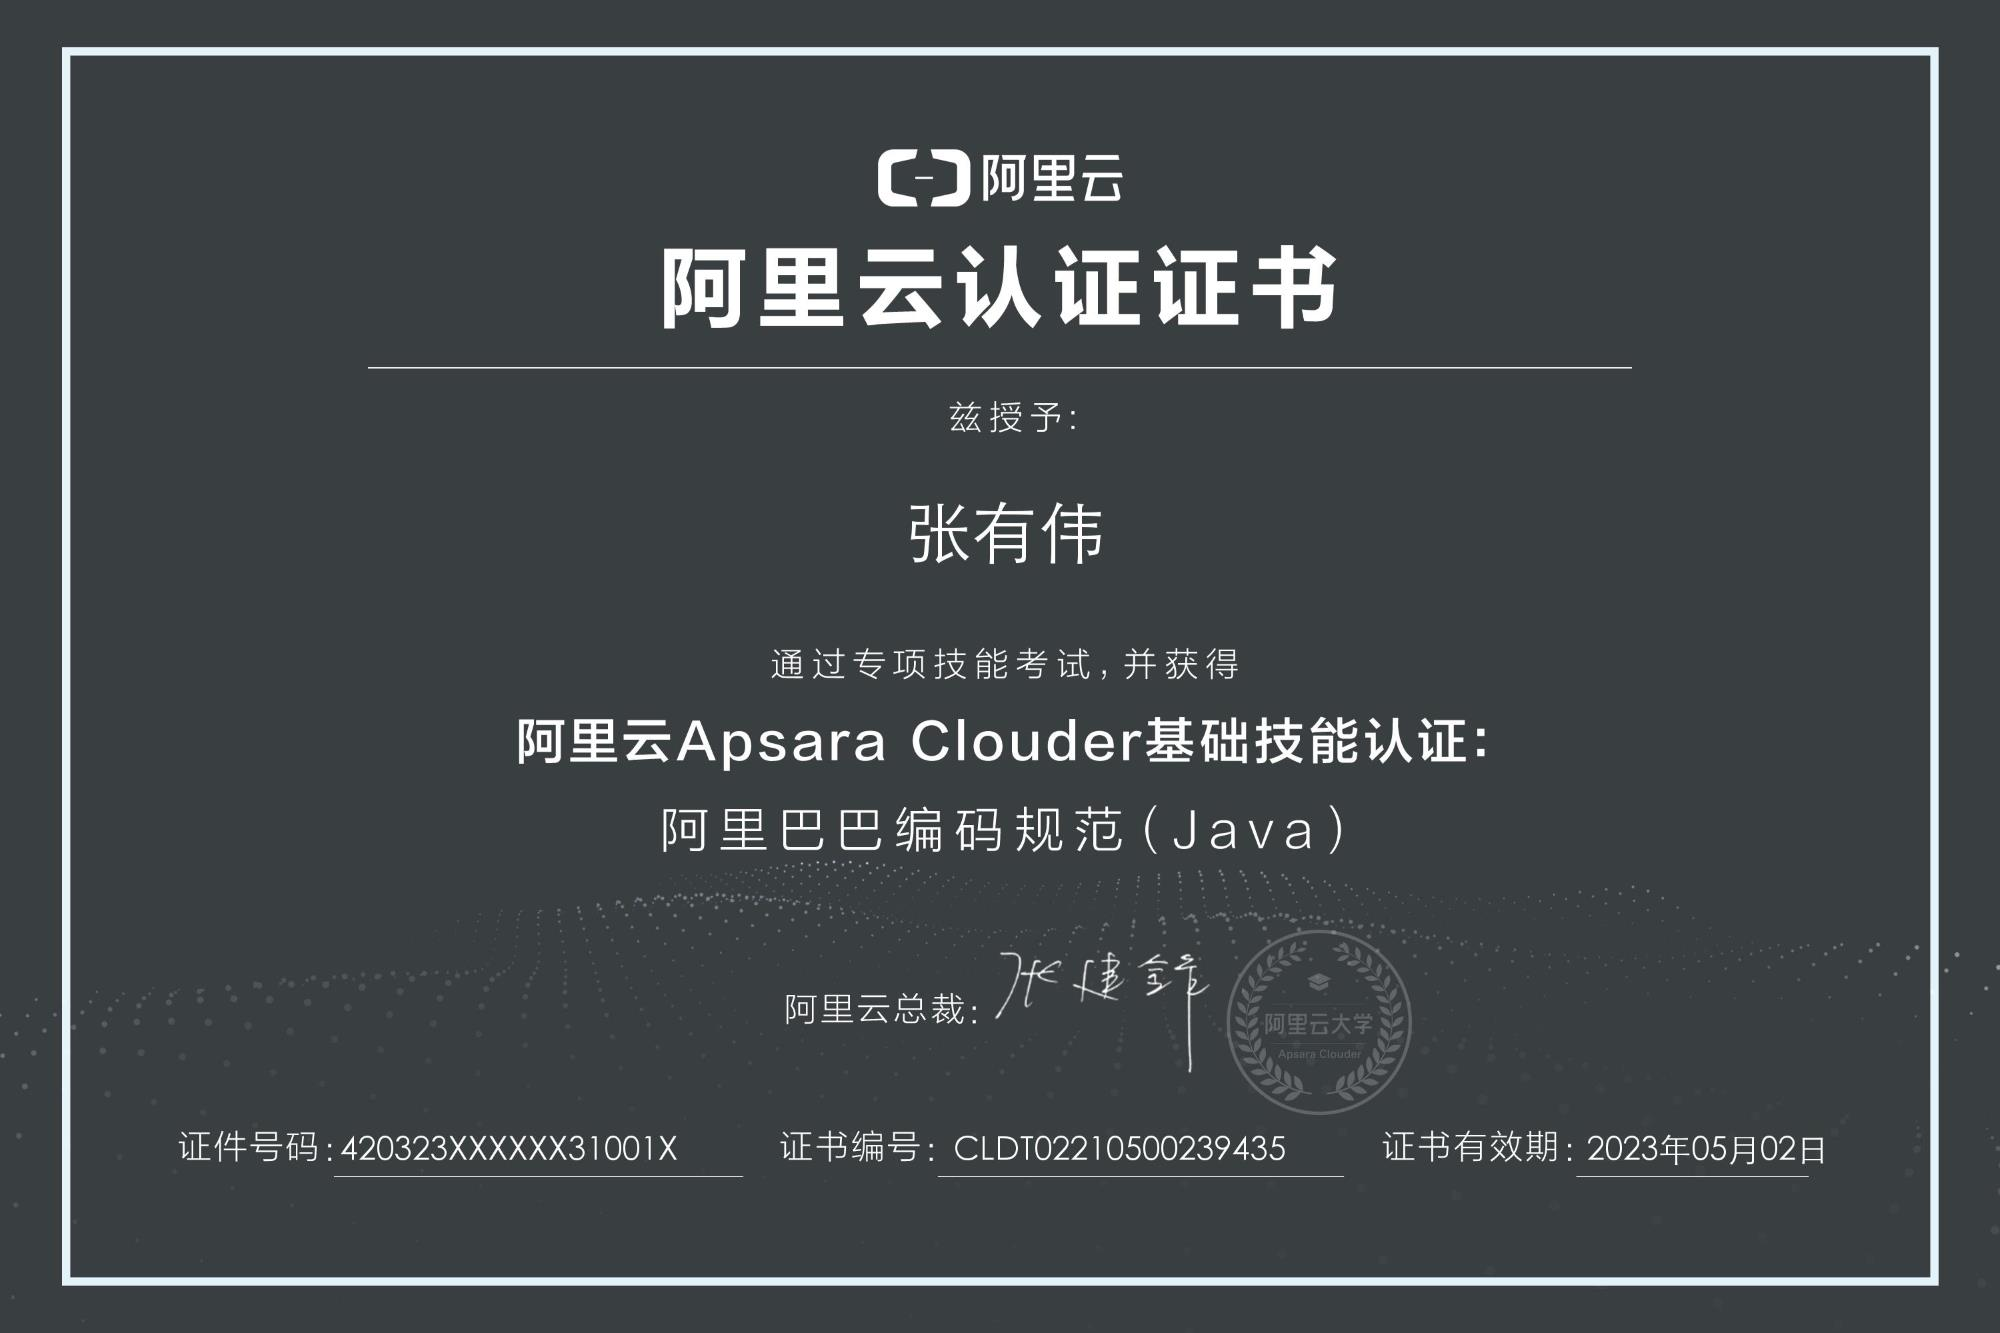 阿里云
阿里云认证证书
兹授予:
张有伟
通过专项技能考试,并获得
阿里云Apsara Clouder基础技能认证:
阿里巴巴编码规范(Java)
阿里云总裁:
张建锋
阿里云大学
Apsara Clouder
证件号码:420323XXXXXX31001X
证书编号: CLDT02210500239435
证书有效期: 2023年05月02日